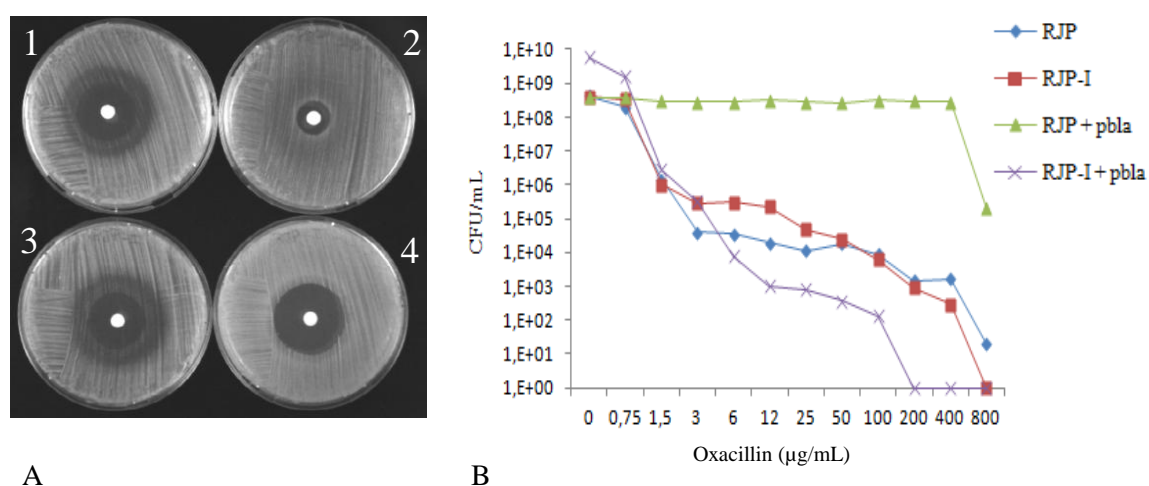 1
2
3
4
A
1,E+10
1,E+09
1,E+08
1,E+07
1,E+06
1,E+05
1,E+04
1,E+03
1,E+02
1,E+01
1,E+00
CFU/mL
0 0,75 1,5 3 6 12 25 50 100 200 400 800
Oxacillin (µg/mL)
RJP
RJP-I
RJP + pbla
RJP-I + pbla
B